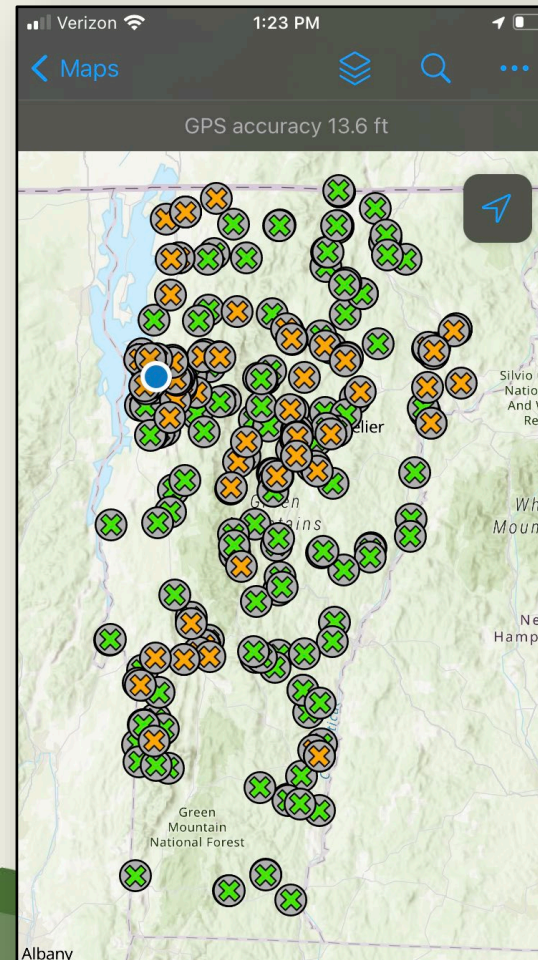 Verizon 1:23 PM
Maps
GPS accuracy 13.6 ft
Silvio
Natio
And
Re
elier
Green
tains
Wh
Moun
Ne
Hamp
Green
Mountain
National Forest
Albany